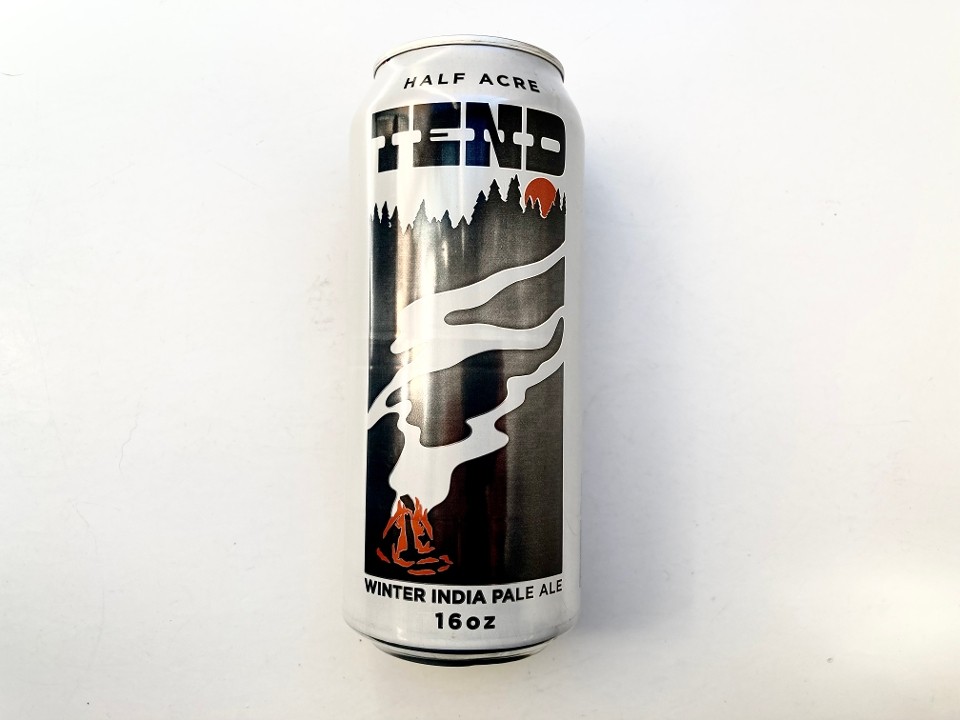 HALF ACRE
TEND
WINTER INDIA PALE ALE
16oz